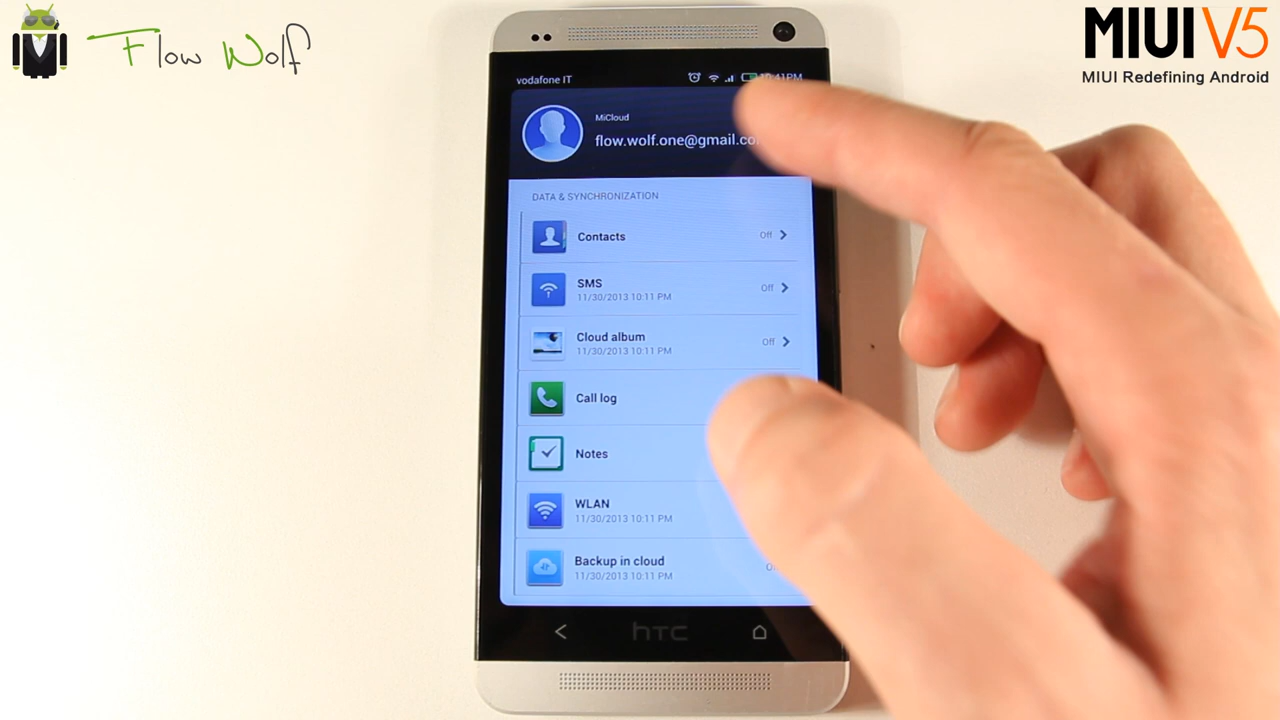 Flow Wolf
MIUI V5
MIUI Redefining Android
vodafone IT
MiCloud
flow.wolf.one@gmail.co
DATA & SYNCHRONIZATION
Contacts
Off
SMS
11/30/2013 10:11 PM
Off
Cloud album
11/30/2013 10:11 PM
Off
Call log
Notes
WLAN
11/30/2013 10:11 PM
Backup in cloud
11/30/2013 10:11 PM
hTC